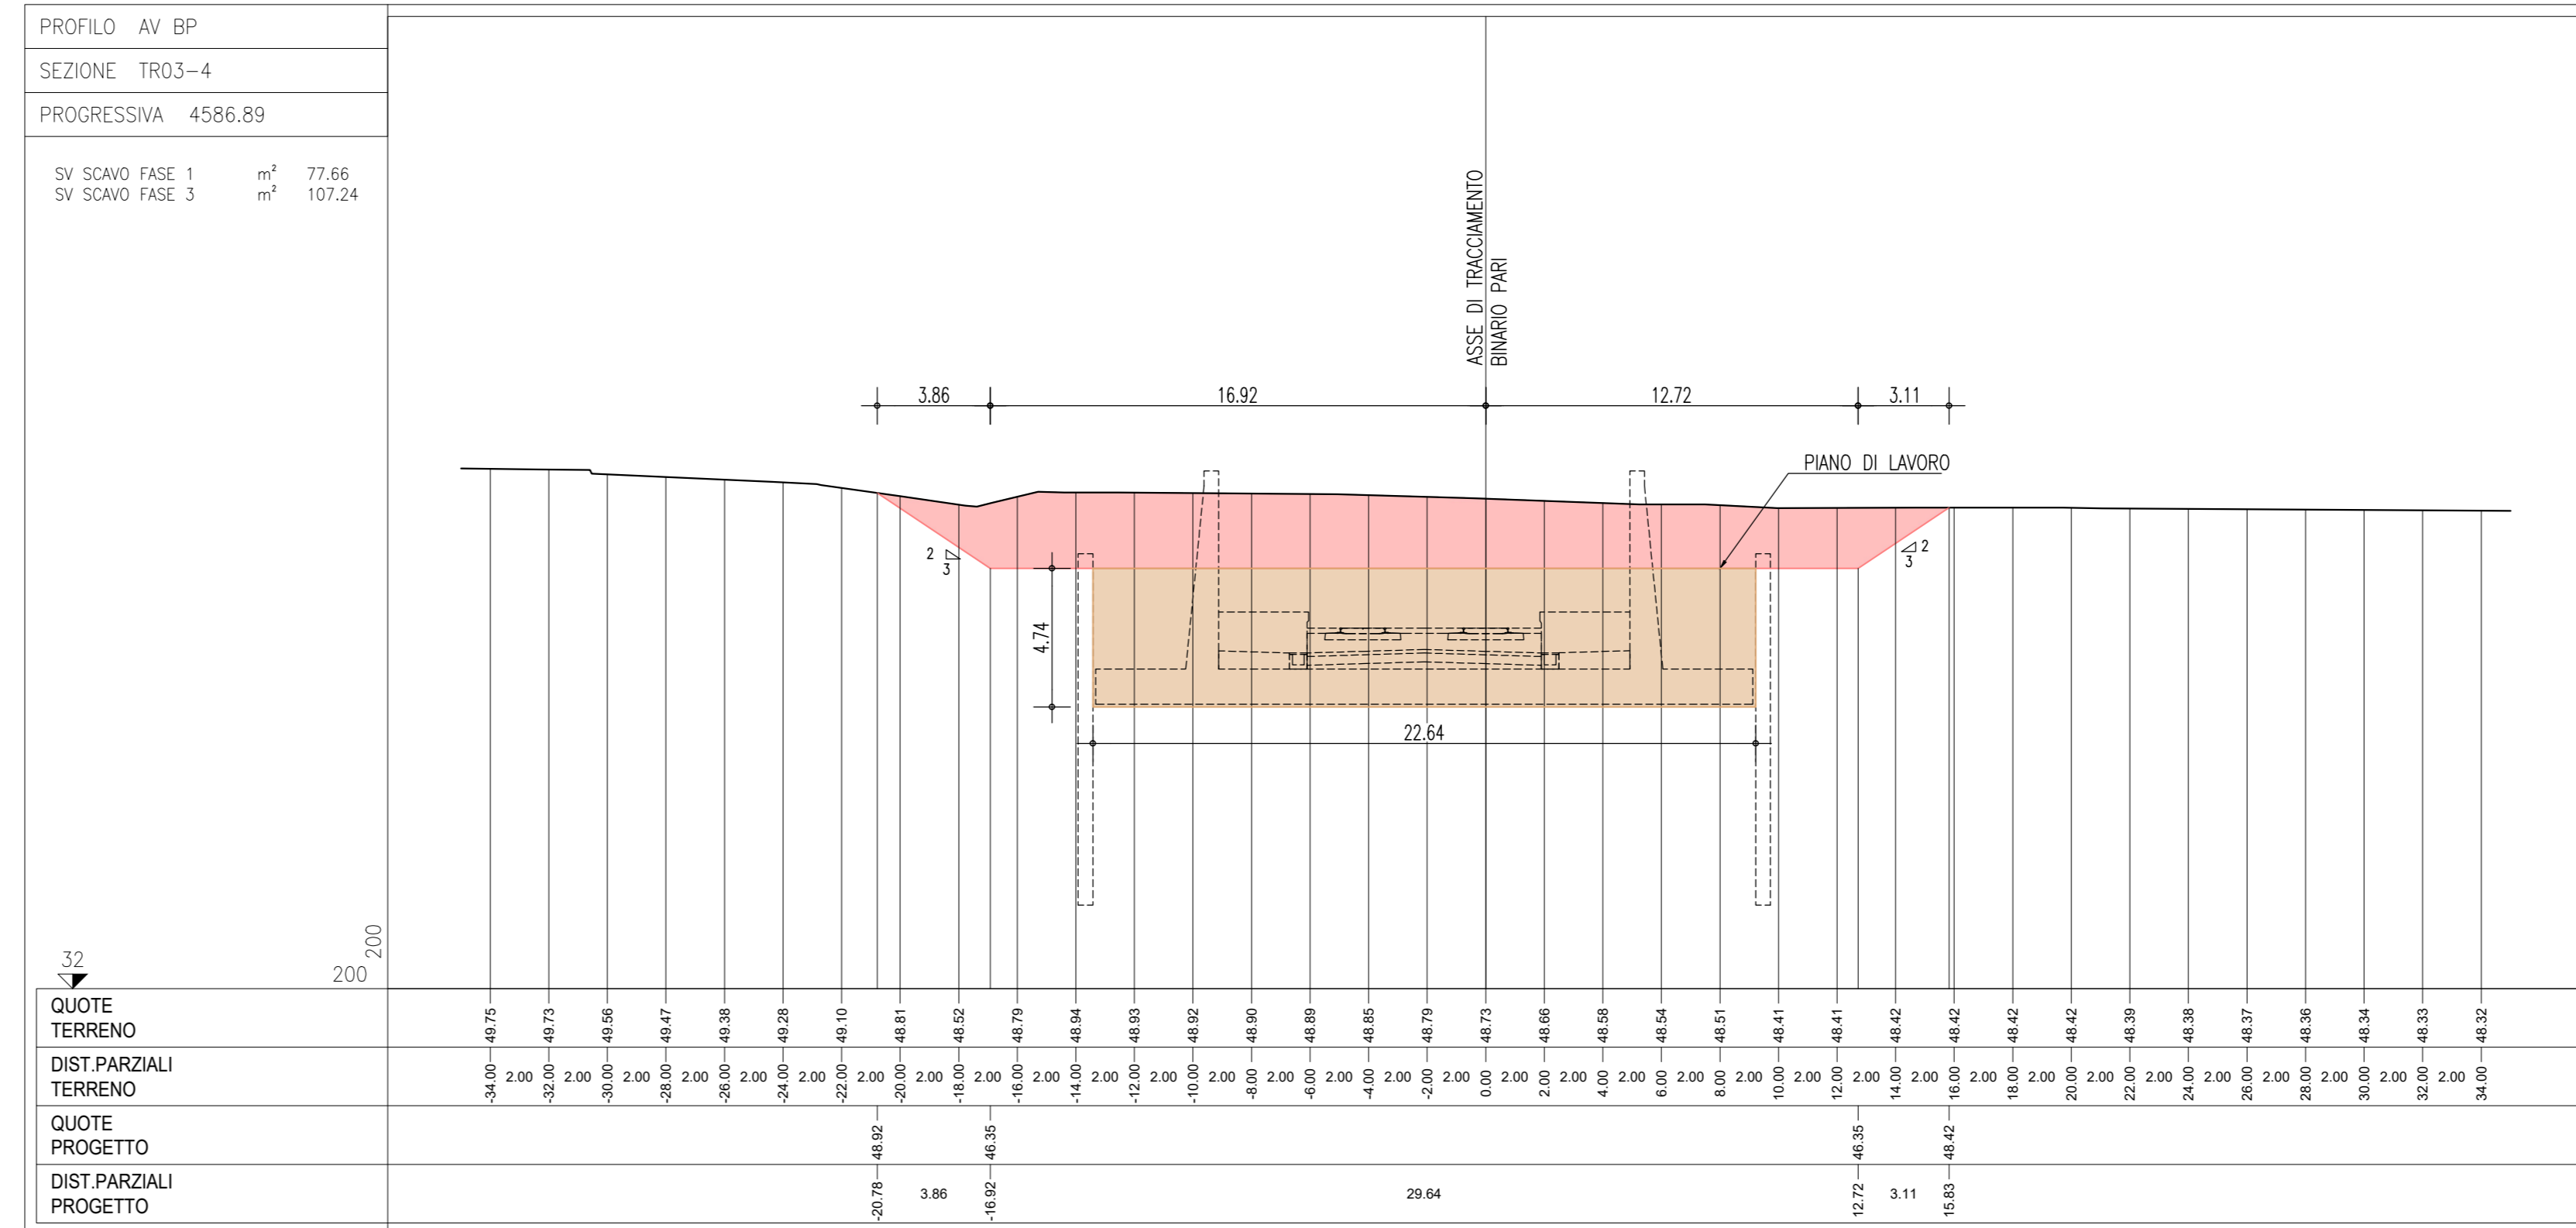 PROFILO AV BP
SEZIONE TR03-4
PROGRESSIVA 4586.89
SV SCAVO FASE 1 m² 77.66
SV SCAVO FASE 3 m² 107.24
ASSE DI TRACCIAMENTO
BINARIO PARI
3.86 16.92 12.72 3.11
PIANO DI LAVORO
2
3
2
3
4.74
22.64
32
200
200
QUOTE
TERRENO
49.75 49.73 49.56 49.47 49.38 49.28 49.10 48.81 48.52 48.79 48.94 48.93 48.92 48.90 48.89 48.85 48.79 48.73 48.66 48.58 48.54 48.51 48.41 48.41 48.42 48.42 48.42 48.42 48.39 48.38 48.37 48.36 48.34 48.33 48.32
DIST.PARZIALI
TERRENO
-34.00 2.00 -32.00 2.00 -30.00 2.00 -28.00 2.00 -26.00 2.00 -24.00 2.00 -22.00 2.00 -20.00 2.00 -18.00 2.00 -16.00 2.00 -14.00 2.00 -12.00 2.00 -10.00 2.00 -8.00 2.00 -6.00 2.00 -4.00 2.00 -2.00 2.00 0.00 2.00 2.00 2.00 4.00 2.00 6.00 2.00 8.00 2.00 10.00 2.00 12.00 2.00 14.00 2.00 16.00 2.00 18.00 2.00 20.00 2.00 22.00 2.00 24.00 2.00 26.00 2.00 28.00 2.00 30.00 2.00 32.00 2.00 34.00
QUOTE
PROGETTO
48.92 46.35 46.35 48.42
DIST.PARZIALI
PROGETTO
-20.78 3.86 -16.92 29.64 12.72 3.11 15.83